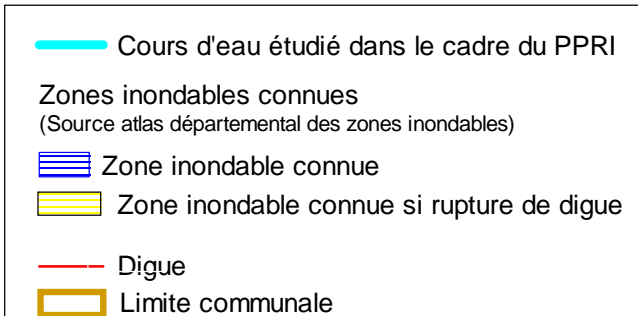 Cours d'eau étudié dans le cadre du PPRI
Zones inondables connues
(Source atlas départemental des zones inondables)
Zone inondable connue
Zone inondable connue si rupture de digue
Digue
Limite communale